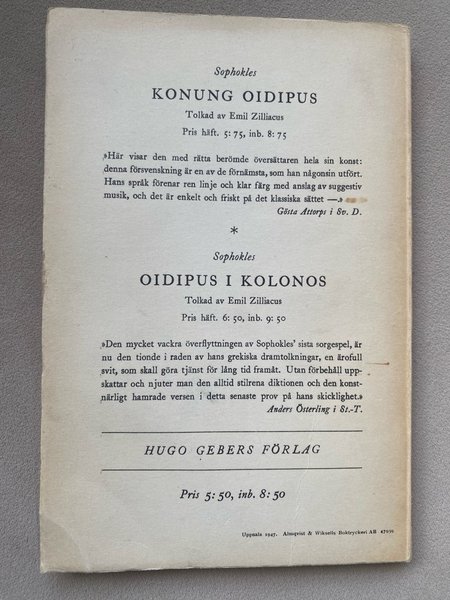 Sophokles
KONUNG OIDIPUS
Tolkad av Emil Zilliacus
Pris häft. 5: 75, inb. 8: 75
»Här visar den med rätta berömde översättaren hela sin konst:
denna försvenskning är en av de förnämsta, som han någonsin utfört.
Hans språk förenar ren linje och klar färg med anslag av suggestiv
musik, och det är enkelt och friskt på det klassiska sättet —»
Gösta Attorps i Sv. D.
*
Sophokles
OIDIPUS I KOLONOS
Tolkad av Emil Zilliacus
Pris häft. 6: 50, inb. 9: 50
»Den mycket vackra överflyttningen av Sophokles' sista sorgespel, är
nu den tionde i raden av hans grekiska dramtolkningar, en ärofull
svit, som skall göra tjänst för lång tid framåt. Utan förbehåll upp-
skattar och njuter man den alltid stilrena diktionen och den konst-
närligt hamrade versen i detta senaste prov på hans skicklighet.»
Anders Österling i St.-T.
HUGO GEBERS FÖRLAG
Pris 5: 50, inb. 8: 50
Uppsala 1947. Almqvist & Wiksells Boktryckeri AB